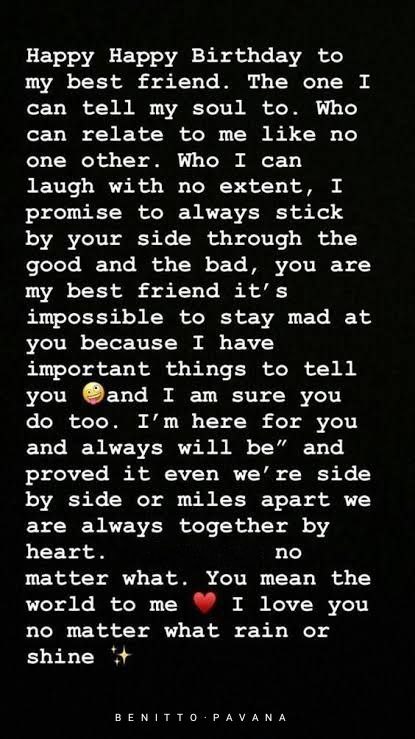 Happy Happy Birthday to
my best friend. The one I
can tell my soul to. Who
can relate to me like no
one other. Who I can
laugh with no extent, I
promise to always stick
by your side through the
good and the bad, you are
my best friend it’s
impossible to stay mad at
you because I have
important things to tell
you 🤪and I am sure you
do too. I’m here for you
and always will be” and
proved it even we’re side
by side or miles apart we
are always together by
heart. no
matter what. You mean the
world to me ❤️ I love you
no matter what rain or
shine ✨
BENITTO·PAVANA